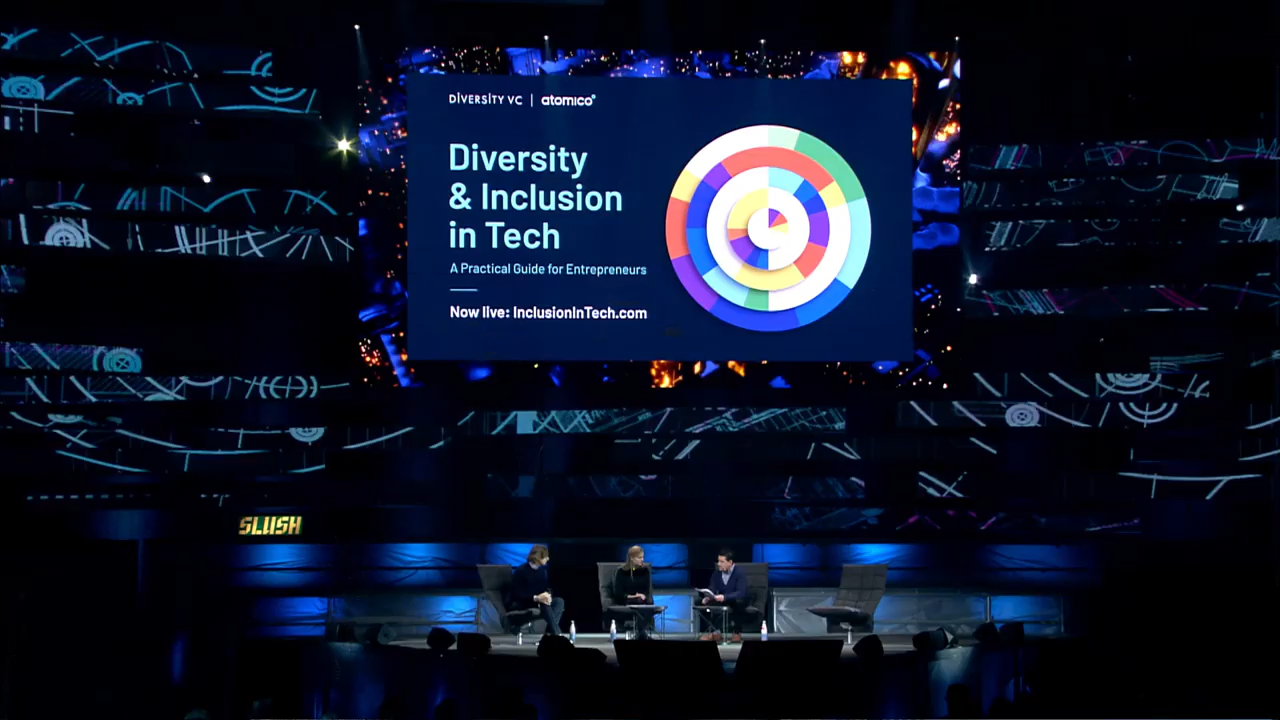 DIVERSITY VC | atomico
Diversity
& Inclusion
in Tech
A Practical Guide for Entrepreneurs
Now live: InclusionInTech.com
SLUSH